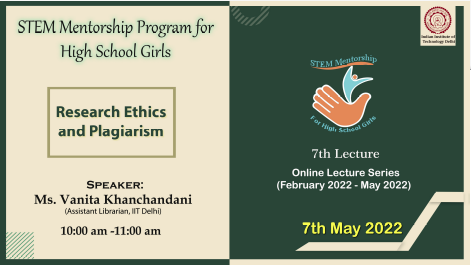 STEM Mentorship Program for
High School Girls
Research Ethics
and Plagiarism
SPEAKER:
Ms. Vanita Khanchandani
(Assistant Librarian, IIT Delhi)
10:00 am -11:00 am
Indian Institute of
Technology Delhi
STEM Mentorship
For High School Girls
7th Lecture
Online Lecture Series
(February 2022 - May 2022)
7th May 2022